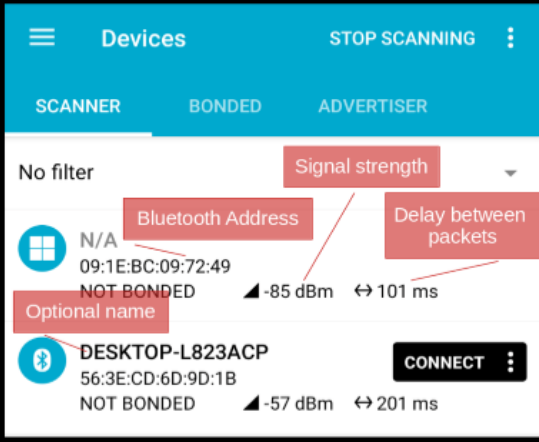 Devices STOP SCANNING
SCANNER BONDED ADVERTISER
No filter
Signal strength
Bluetooth Address
Delay between
packets
N/A
09:1E:BC:09:72:49
NOT BONDED -85 dBm 101 ms
Optional name
DESKTOP-L823ACP
CONNECT
56:3E:CD:6D:9D:1B
NOT BONDED -57 dBm 201 ms